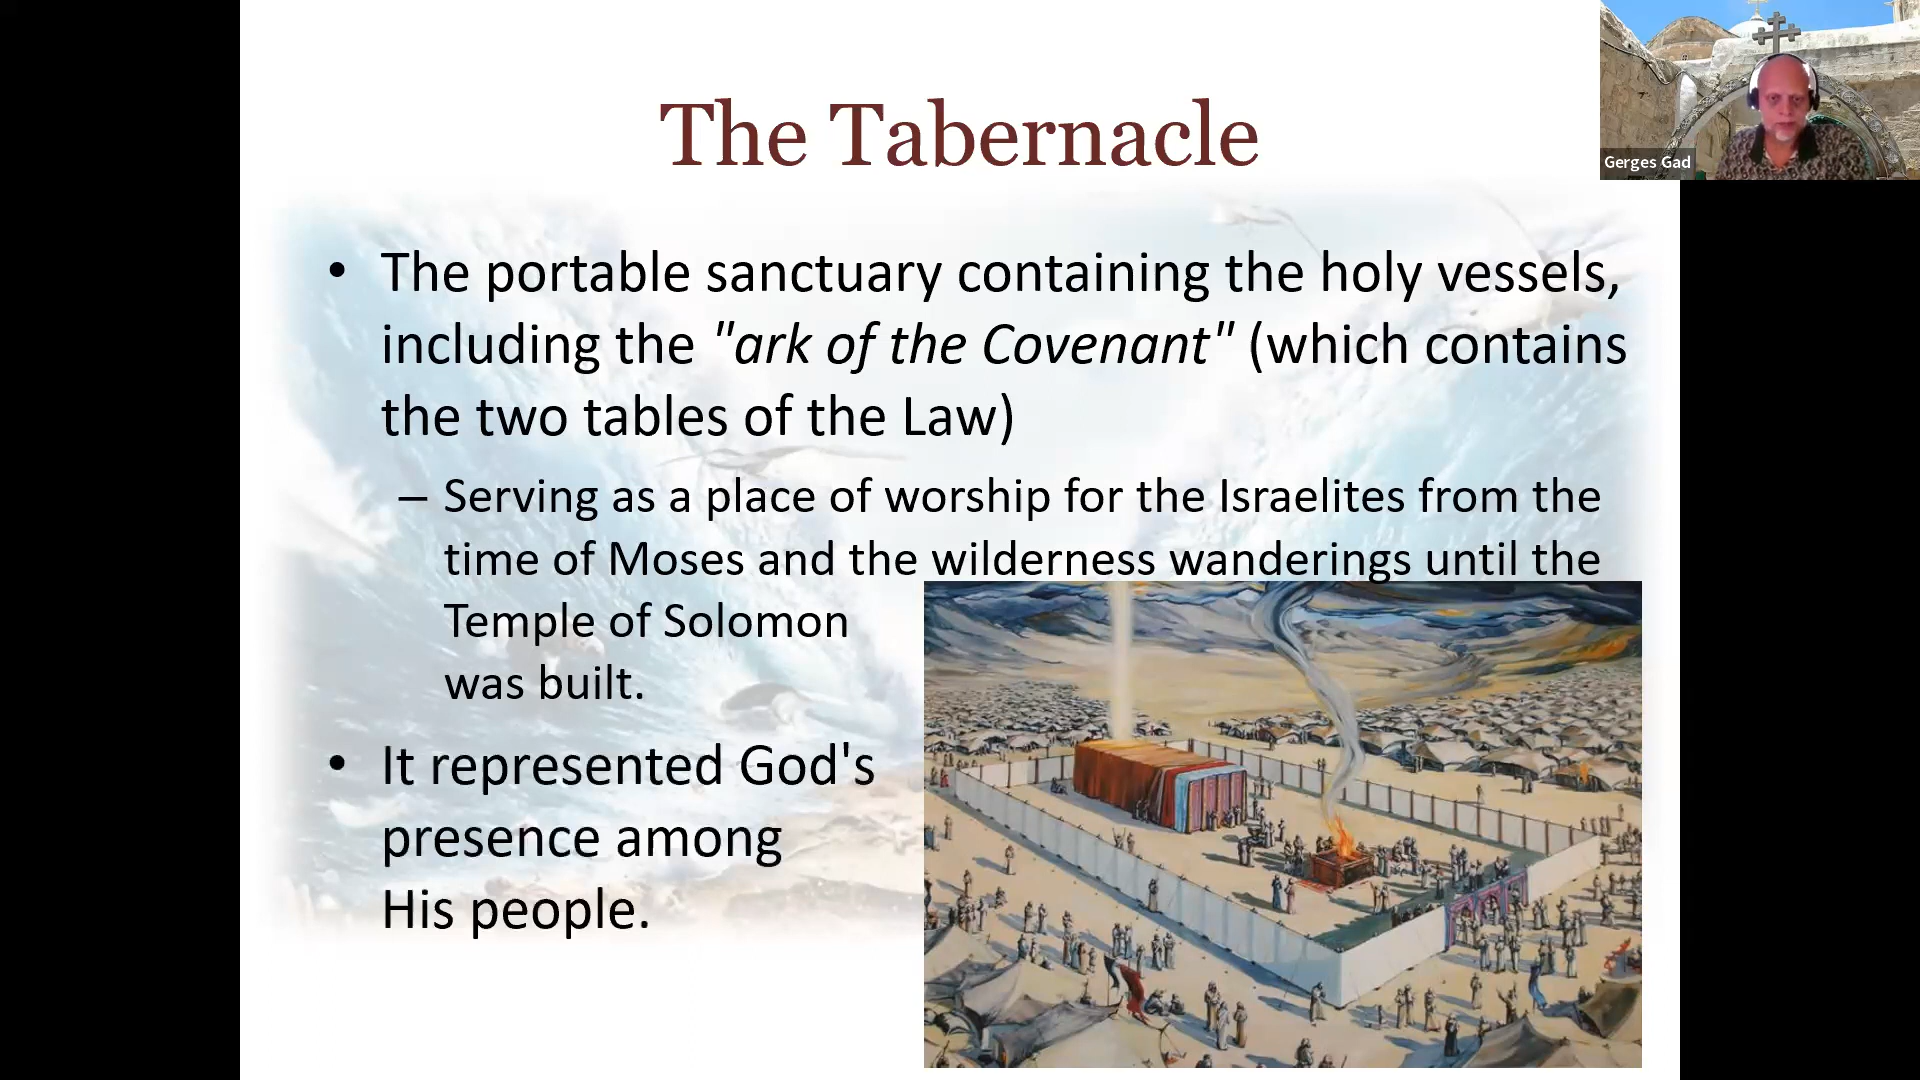 The Tabernacle
Gerges Gad
• The portable sanctuary containing the holy vessels,
including the "ark of the Covenant" (which contains
the two tables of the Law)
– Serving as a place of worship for the Israelites from the
time of Moses and the wilderness wanderings until the
Temple of Solomon
was built.
• It represented God's
presence among
His people.